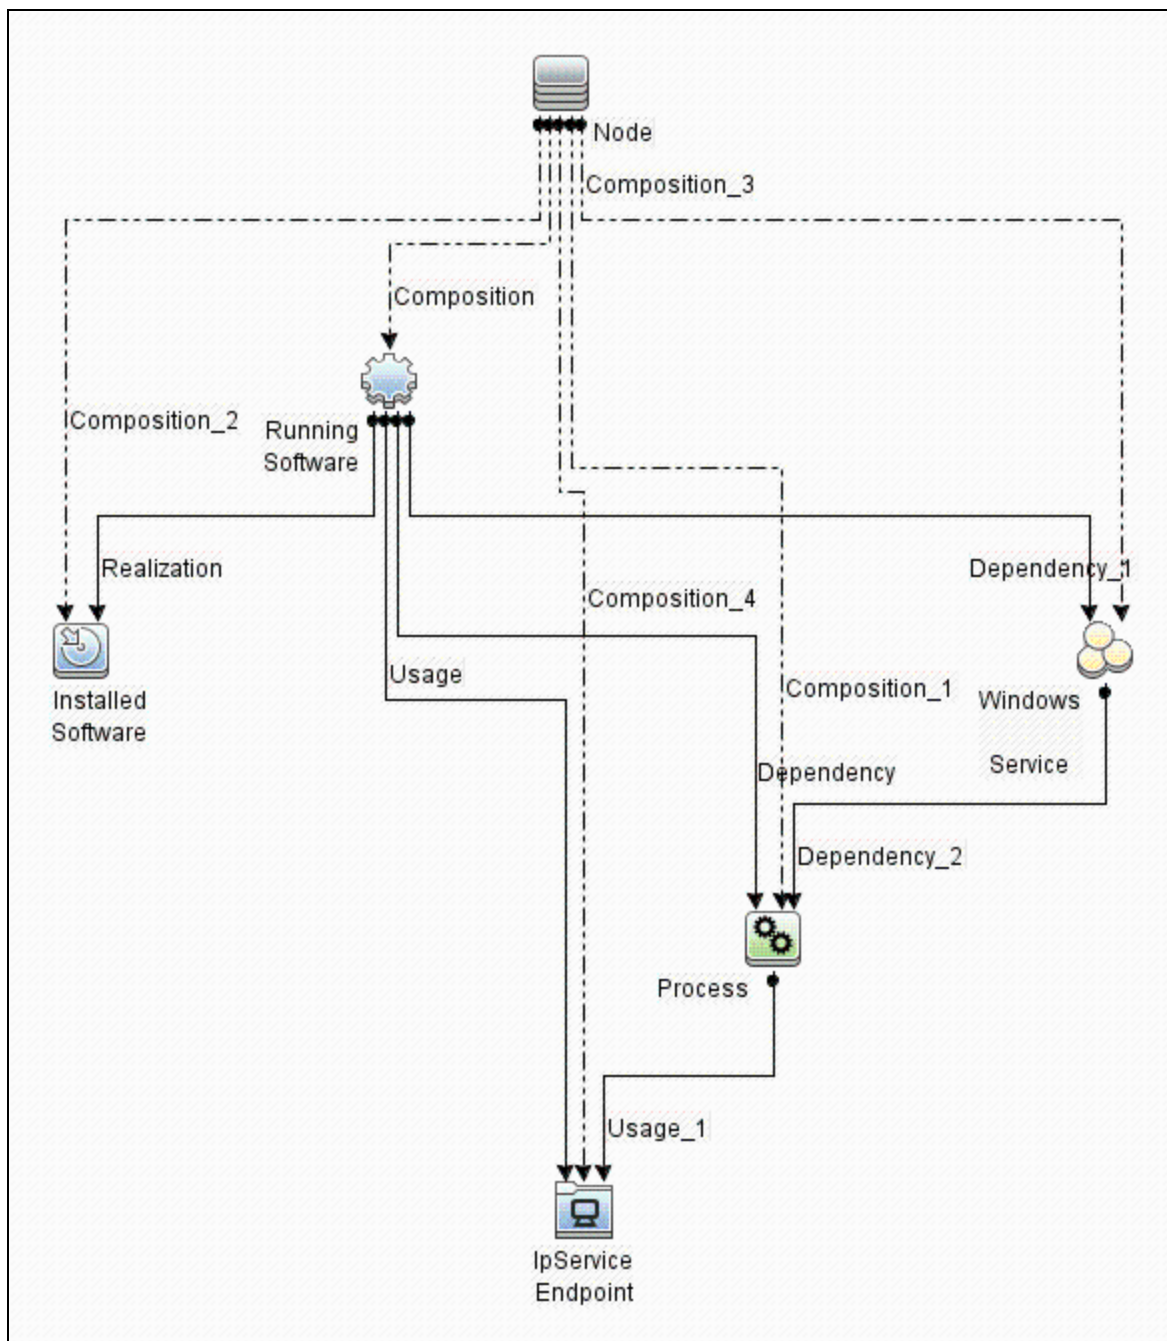 Node
Composition_3
Composition
Composition_2
Running
Software
Realization
Dependency_1
Composition_4
Usage
Composition_1
Installed
Software
Windows
Service
Dependency
Dependency_2
Process
Usage_1
IpService
Endpoint